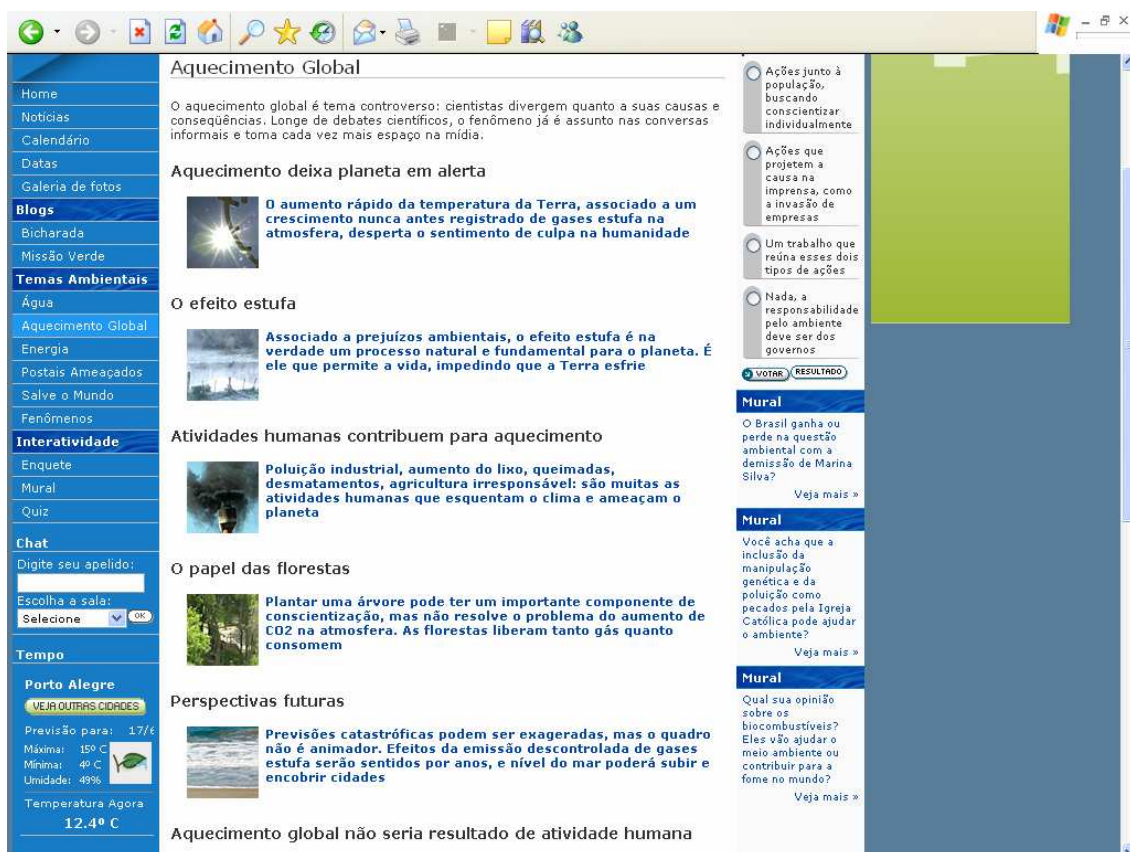 Home
Notícias
Calendário
Datas
Galeria de fotos
Blogs
Bicharada
Missão Verde
Temas Ambientais
Água
Aquecimento Global
Energia
Postais Ameaçados
Salve o Mundo
Fenômenos
Interatividade
Enquete
Mural
Quiz
Chat
Digite seu apelido:
Escolha a sala:
Selecione OK
Tempo
Porto Alegre
VEJA OUTRAS CIDADES
Previsão para: 17/6
Máxima: 15º C
Mínima: 4º C
Umidade: 49%
Temperatura Agora
12.4º C
Aquecimento Global
O aquecimento global é tema controverso: cientistas divergem quanto a suas causas e
conseqüências. Longe de debates científicos, o fenômeno já é assunto nas conversas
informais e toma cada vez mais espaço na mídia.
Aquecimento deixa planeta em alerta
O aumento rápido da temperatura da Terra, associado a um
crescimento nunca antes registrado de gases estufa na
atmosfera, desperta o sentimento de culpa na humanidade
O efeito estufa
Associado a prejuízos ambientais, o efeito estufa é na
verdade um processo natural e fundamental para o planeta. É
ele que permite a vida, impedindo que a Terra esfrie
Atividades humanas contribuem para aquecimento
Poluição industrial, aumento do lixo, queimadas,
desmatamentos, agricultura irresponsável: são muitas as
atividades humanas que esquentam o clima e ameaçam o
planeta
O papel das florestas
Plantar uma árvore pode ter um importante componente de
conscientização, mas não resolve o problema do aumento de
CO2 na atmosfera. As florestas liberam tanto gás quanto
consomem
Perspectivas futuras
Previsões catastróficas podem ser exageradas, mas o quadro
não é animador. Efeitos da emissão descontrolada de gases
estufa serão sentidos por anos, e nível do mar poderá subir e
encobrir cidades
Aquecimento global não seria resultado de atividade humana
Ações junto à
população,
buscando
conscientizar
individualmente
Ações que
projetem a
causa na
imprensa, como
a invasão de
empresas
Um trabalho que
reúna esses dois
tipos de ações
Nada, a
responsabilidade
pelo ambiente
deve ser dos
governos
VOTAR RESULTADO
Mural
O Brasil ganha ou
perde na questão
ambiental com a
demissão de Marina
Silva?
Veja mais »
Mural
Você acha que a
inclusão da
manipulação
genética e da
poluição como
pecados pela Igreja
Católica pode ajudar
o ambiente?
Veja mais »
Mural
Qual sua opinião
sobre os
biocombustíveis?
Eles vão ajudar o
meio ambiente ou
contribuir para a
fome no mundo?
Veja mais »